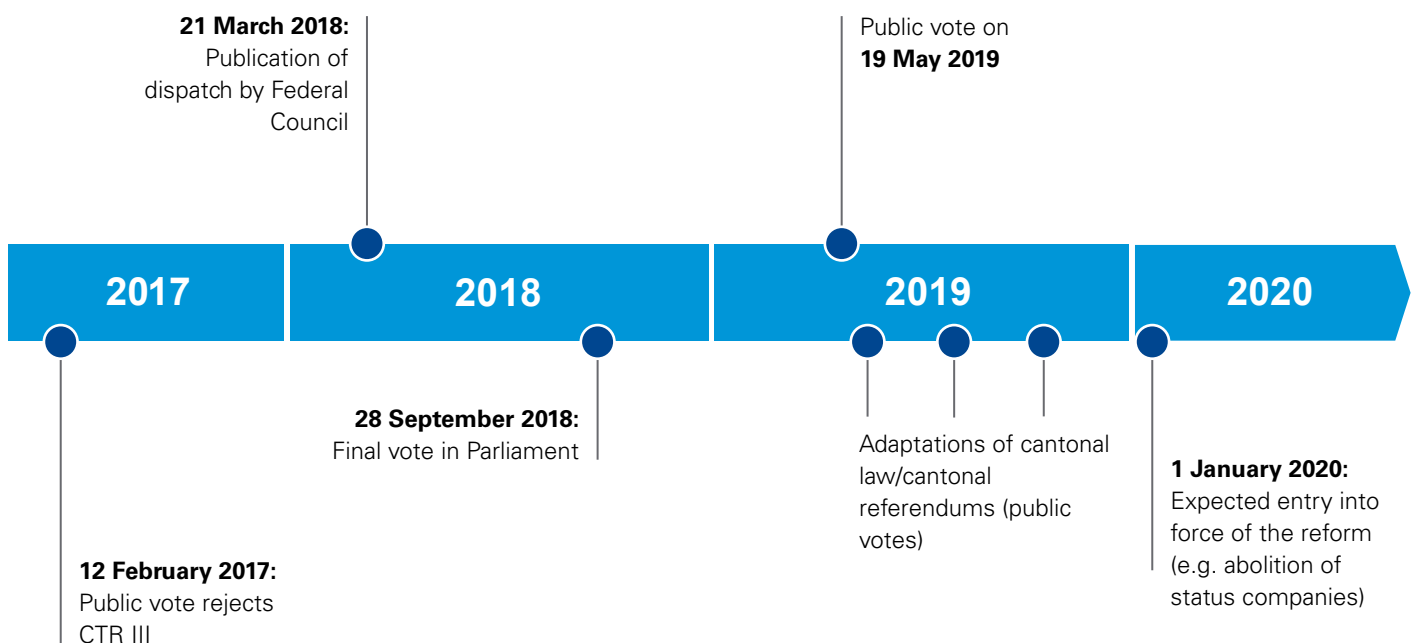 21 March 2018:
Publication of
dispatch by Federal
Council
Public vote on
19 May 2019
2017
2018
2019
2020
28 September 2018:
Final vote in Parliament
Adaptations of cantonal
law/cantonal
referendums (public
votes)
1 January 2020:
Expected entry into
force of the reform
(e.g. abolition of
status companies)
12 February 2017:
Public vote rejects
CTR III